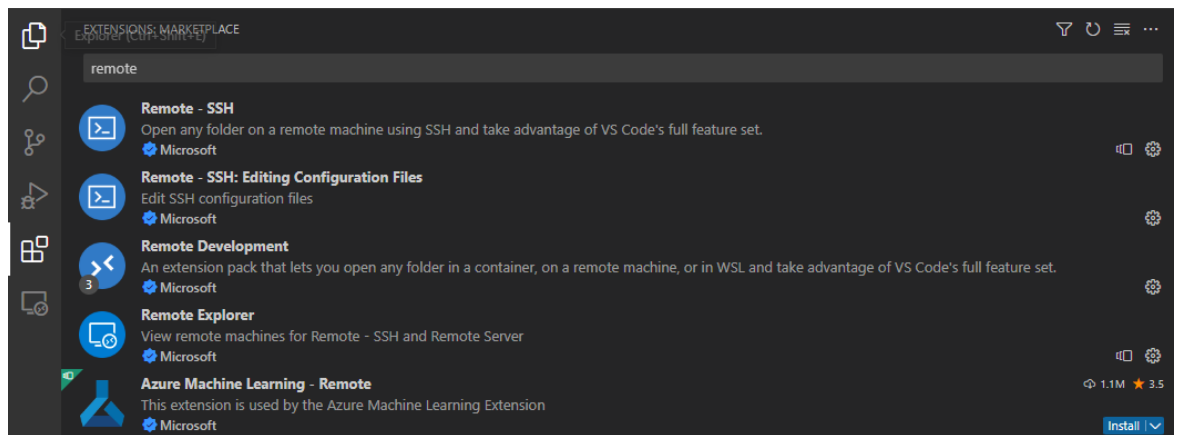 EXTENSIONS: MARKETPLACE
Explorer (Ctrl+Shift+E)
remote
Remote - SSH
Open any folder on a remote machine using SSH and take advantage of VS Code's full feature set.
Microsoft
Remote - SSH: Editing Configuration Files
Edit SSH configuration files
Microsoft
Remote Development
An extension pack that lets you open any folder in a container, on a remote machine, or in WSL and take advantage of VS Code's full feature set.
3
Microsoft
Remote Explorer
View remote machines for Remote - SSH and Remote Server
Microsoft
Azure Machine Learning - Remote 1.1M 3.5
This extension is used by the Azure Machine Learning Extension
Microsoft Install